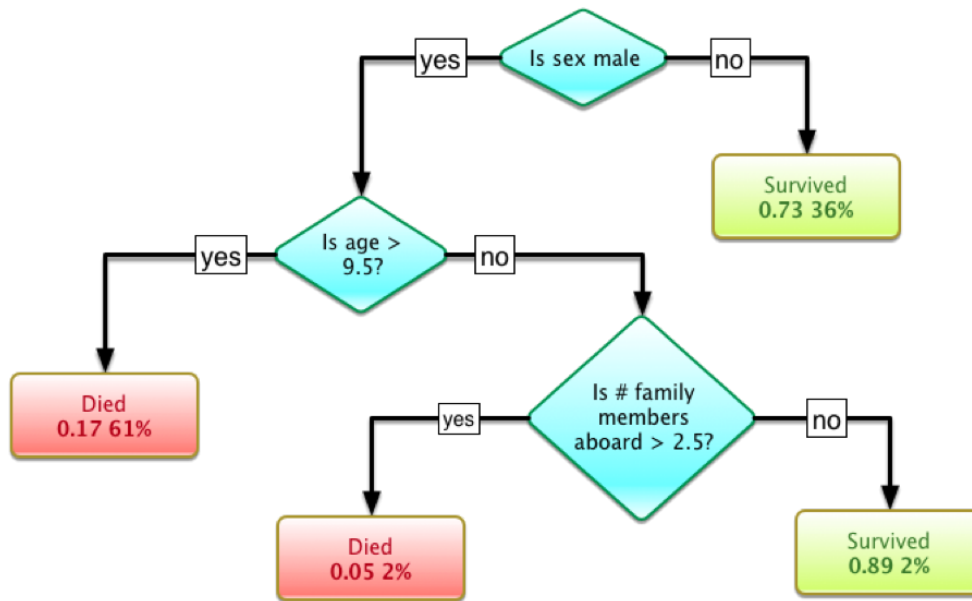 yes
Is sex male
no
Survived
0.73 36%
yes
Is age >
9.5?
no
Died
0.17 61%
yes
Is # family
members
aboard > 2.5?
no
Died
0.05 2%
Survived
0.89 2%